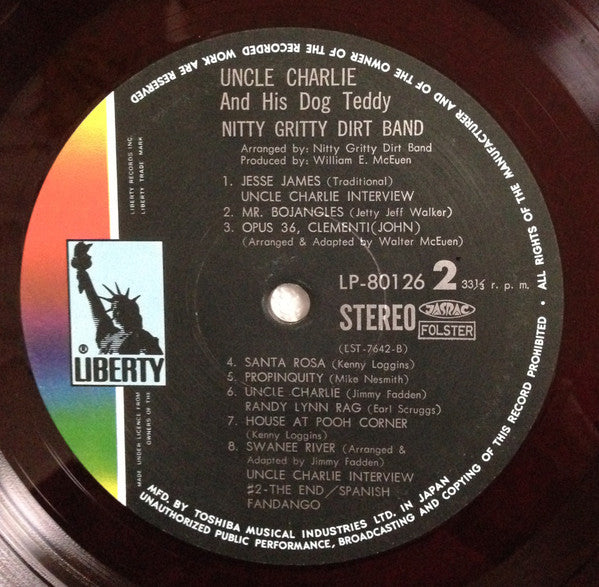 UNCLE CHARLIE
And His Dog Teddy
NITTY GRITTY DIRT BAND
Arranged by: Nitty Gritty Dirt Band
Produced by: William E. McEuen
1. JESSE JAMES (Traditional)
UNCLE CHARLIE INTERVIEW
2. MR. BOJANGLES (Jetty Jeff Walker)
3. OPUS 36, CLEMENTI(JOHN)
(Arranged & Adapted by Walter McEuen)
LP-80126 2 33⅓ r. p. m.
STEREO JASRAC
FOLSTER
(EST-7642-B)
4. SANTA ROSA (Kenny Loggins)
5. PROPINQUITY (Mike Nesmith)
6. UNCLE CHARLIE (Jimmy Fadden)
RANDY LYNN RAG (Earl Scruggs)
7. HOUSE AT POOH CORNER
(Kenny Loggins)
8. SWANEE RIVER (Arranged &
Adapted by Jimmy Fadden)
UNCLE CHARLIE INTERVIEW
♯2-THE END/SPANISH
FANDANGO
LIBERTY RECORDS INC.
LIBERTY TRADE MARK
® LIBERTY
MADE UNDER LICENCE FROM
OWNERS OF THE
MFD. BY TOSHIBA MUSICAL INDUSTRIES LTD. IN JAPAN
ALL RIGHTS OF THE MANUFACTURER AND OF THE OWNER OF THE RECORDED WORK ARE RESERVED
UNAUTHORIZED PUBLIC PERFORMANCE, BROADCASTING AND COPYING OF THIS RECORD PROHIBITED •